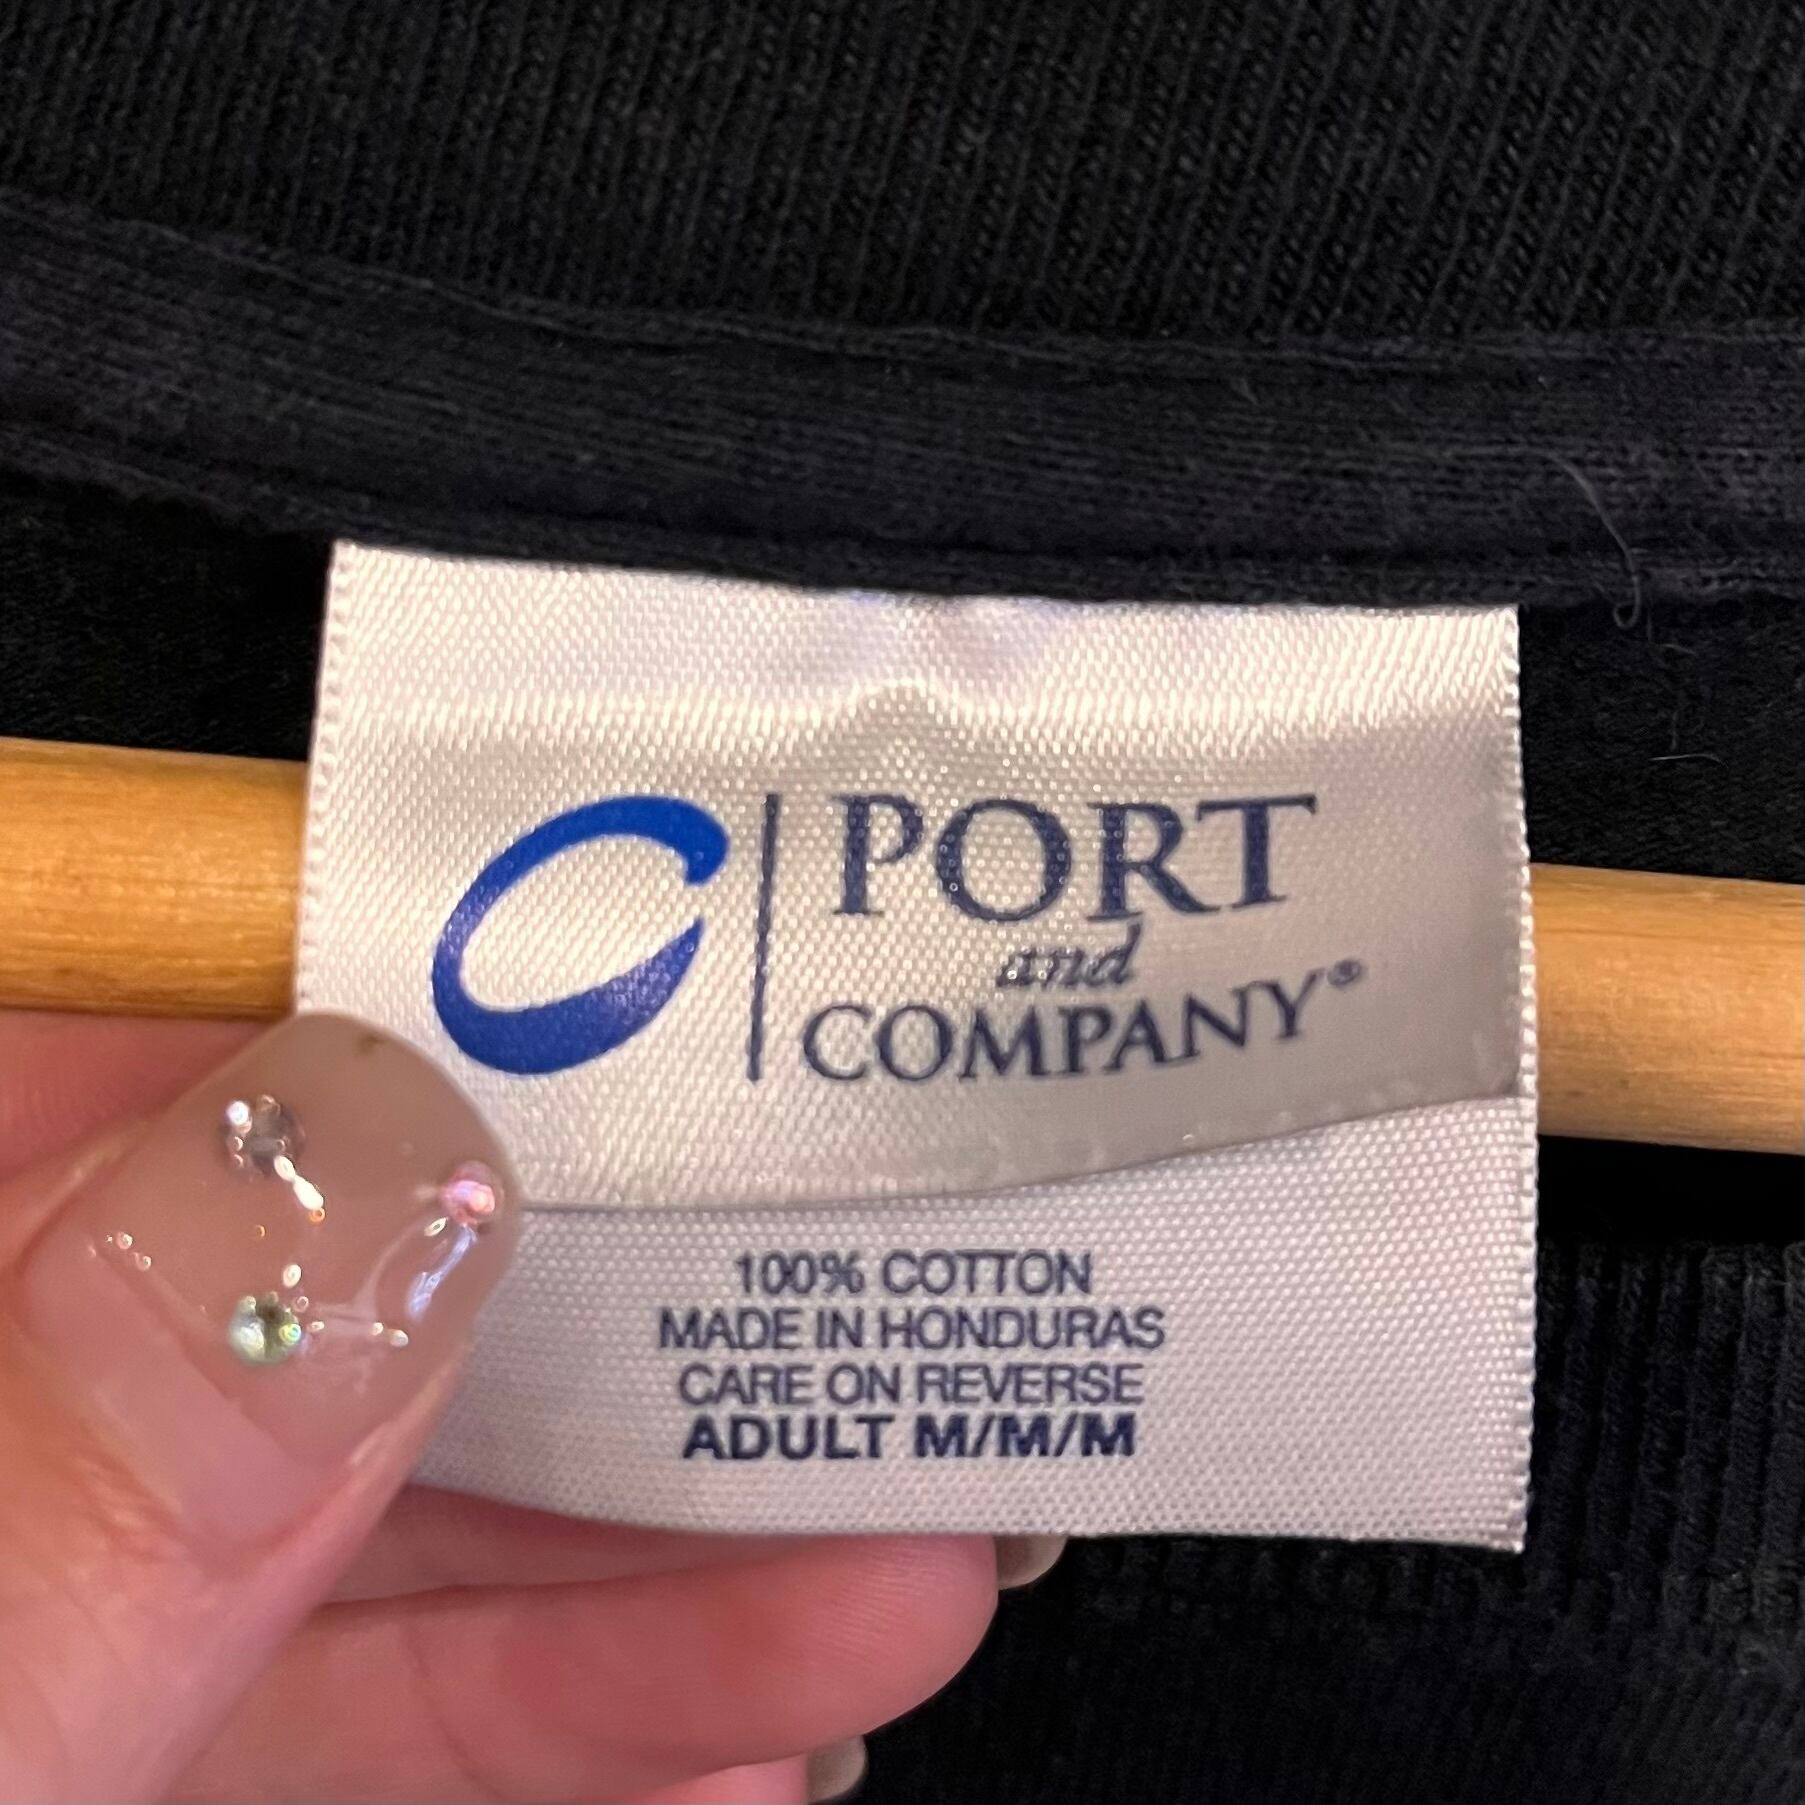 PORT
and
COMPANY®
100% COTTON
MADE IN HONDURAS
CARE ON REVERSE
ADULT M/M/M